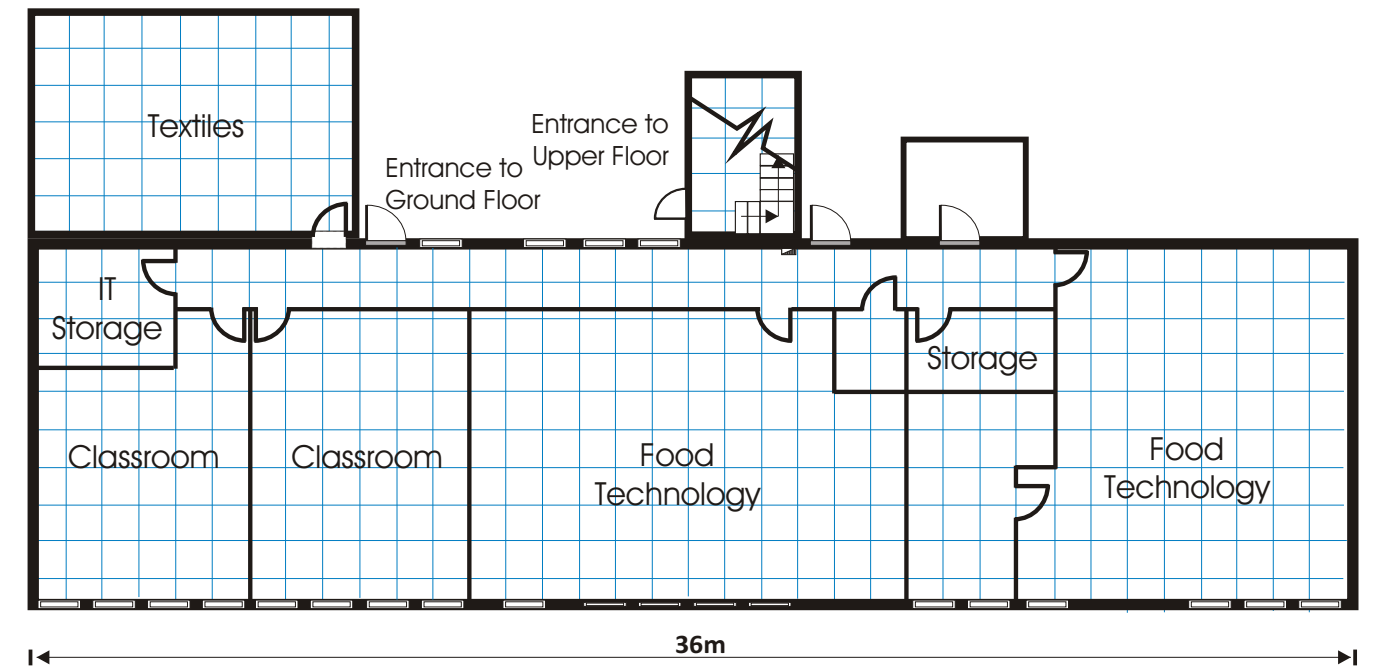 Textiles
Entrance to
Upper Floor
Entrance to
Ground Floor
IT
Storage
Storage
Classroom
Classroom
Food
Technology
Food
Technology
36m